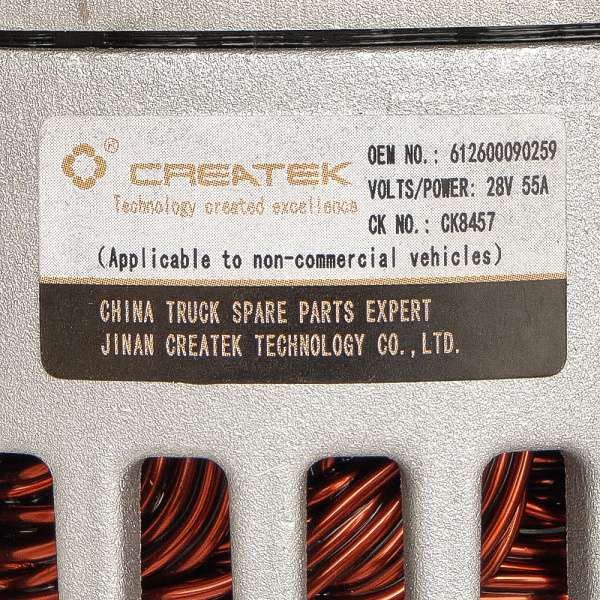 CREATEK®
Technology created excellence
OEM NO.: 612600090259
VOLTS/POWER: 28V 55A
CK NO.: CK8457
(Applicable to non-commercial vehicles)
CHINA TRUCK SPARE PARTS EXPERT
JINAN CREATEK TECHNOLOGY CO.,LTD.